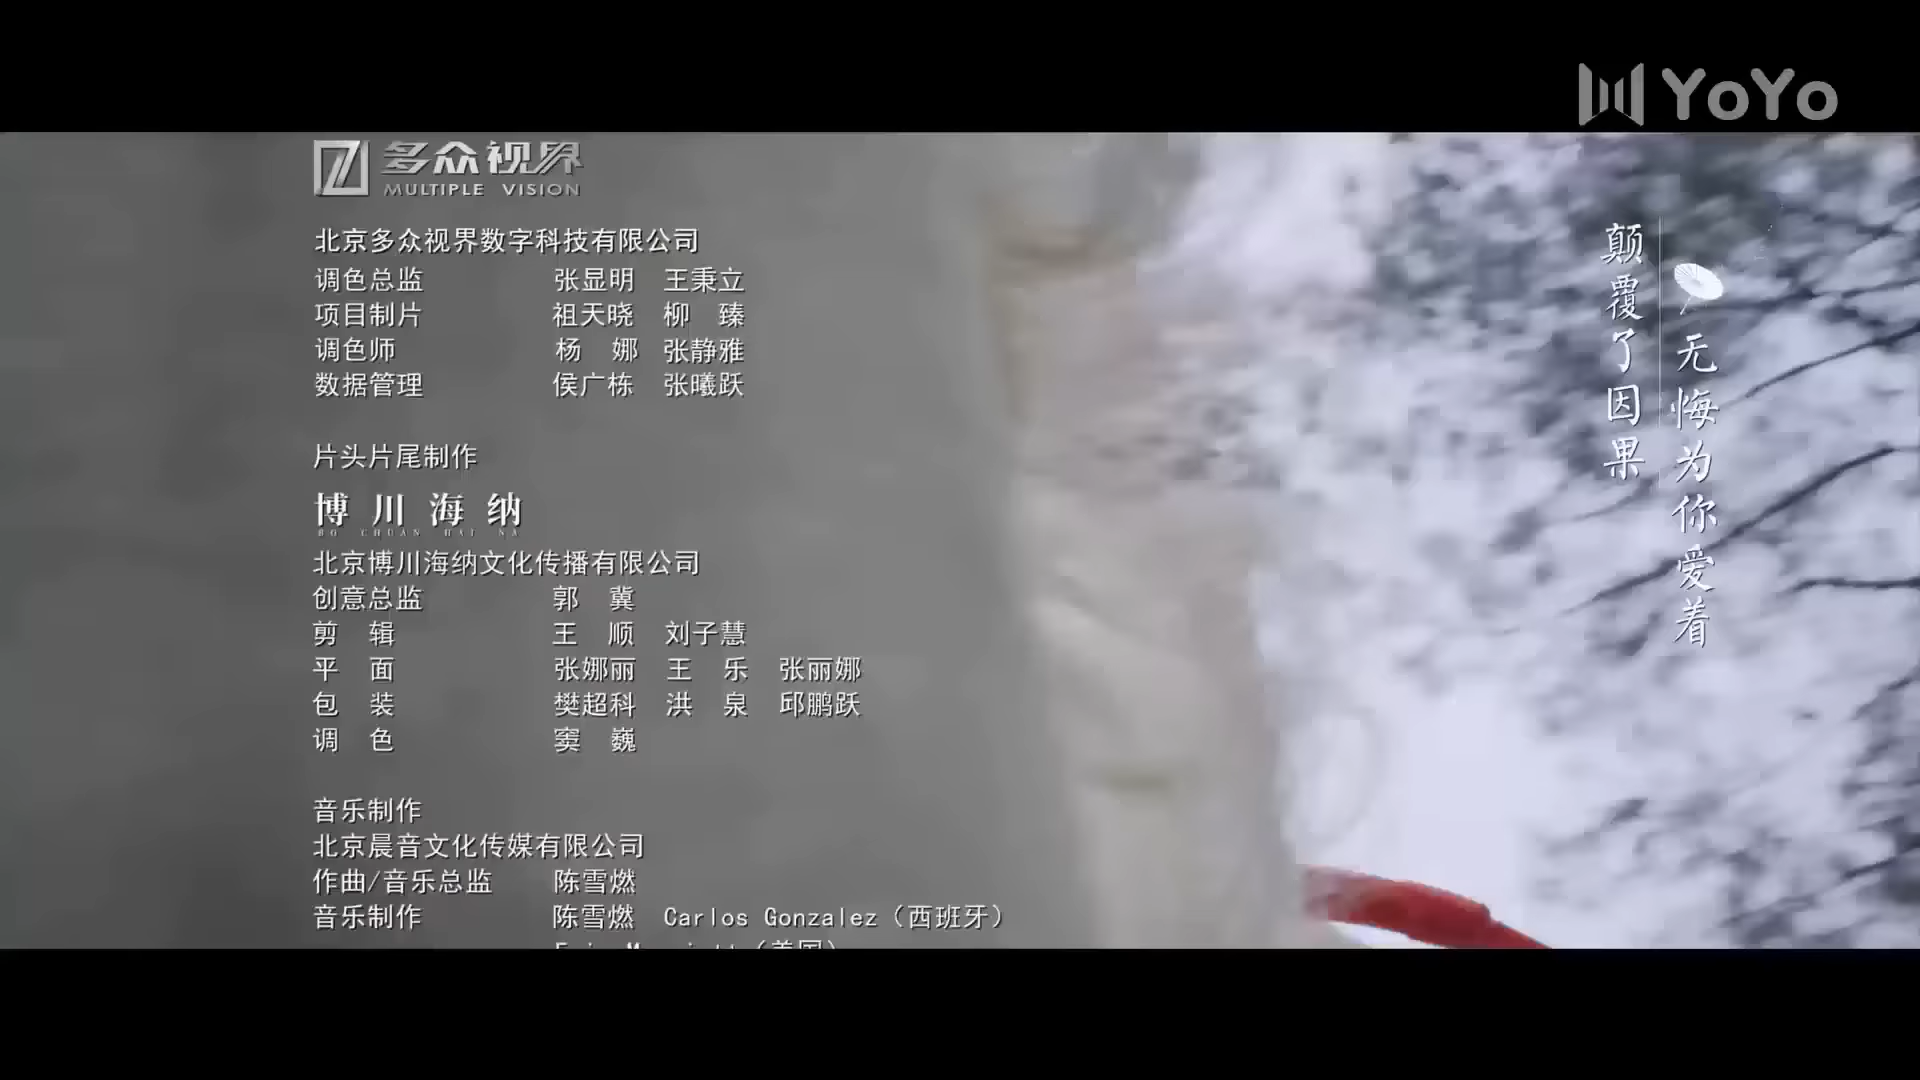 YoYo
多众视界
MULTIPLE VISION
北京多众视界数字科技有限公司
调色总监 张显明 王秉立
项目制片 祖天晓 柳 臻
调色师 杨 娜 张静雅
数据管理 侯广栋 张曦跃
片头片尾制作
博川海纳
BO CHUAN HAI NA
北京博川海纳文化传播有限公司
创意总监 郭 冀
剪 辑 王 顺 刘子慧
平 面 张娜丽 王 乐 张丽娜
包 装 樊超科 洪 泉 邱鹏跃
调 色 窦 巍
音乐制作
北京晨音文化传媒有限公司
作曲/音乐总监 陈雪燃
音乐制作 陈雪燃 Carlos Gonzalez（西班牙）
无悔为你爱着
颠覆了因果